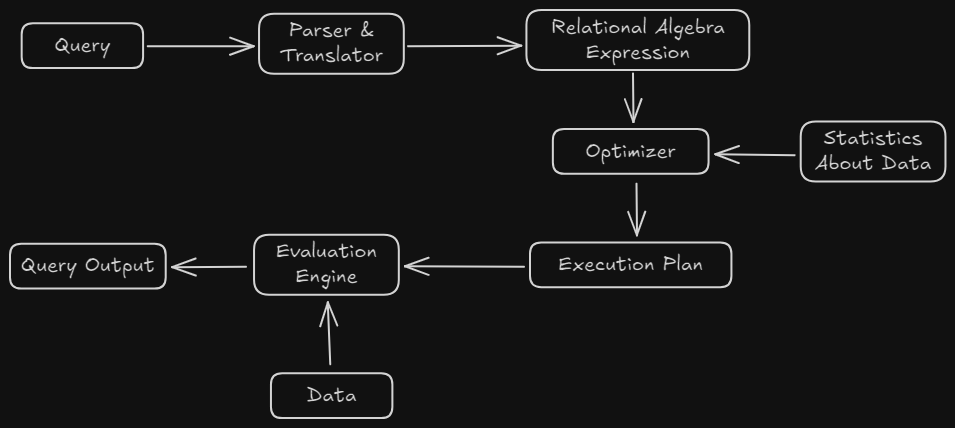 Query
Parser &
Translator
Relational Algebra
Expression
Optimizer
Statistics
About Data
Execution Plan
Evaluation
Engine
Query Output
Data